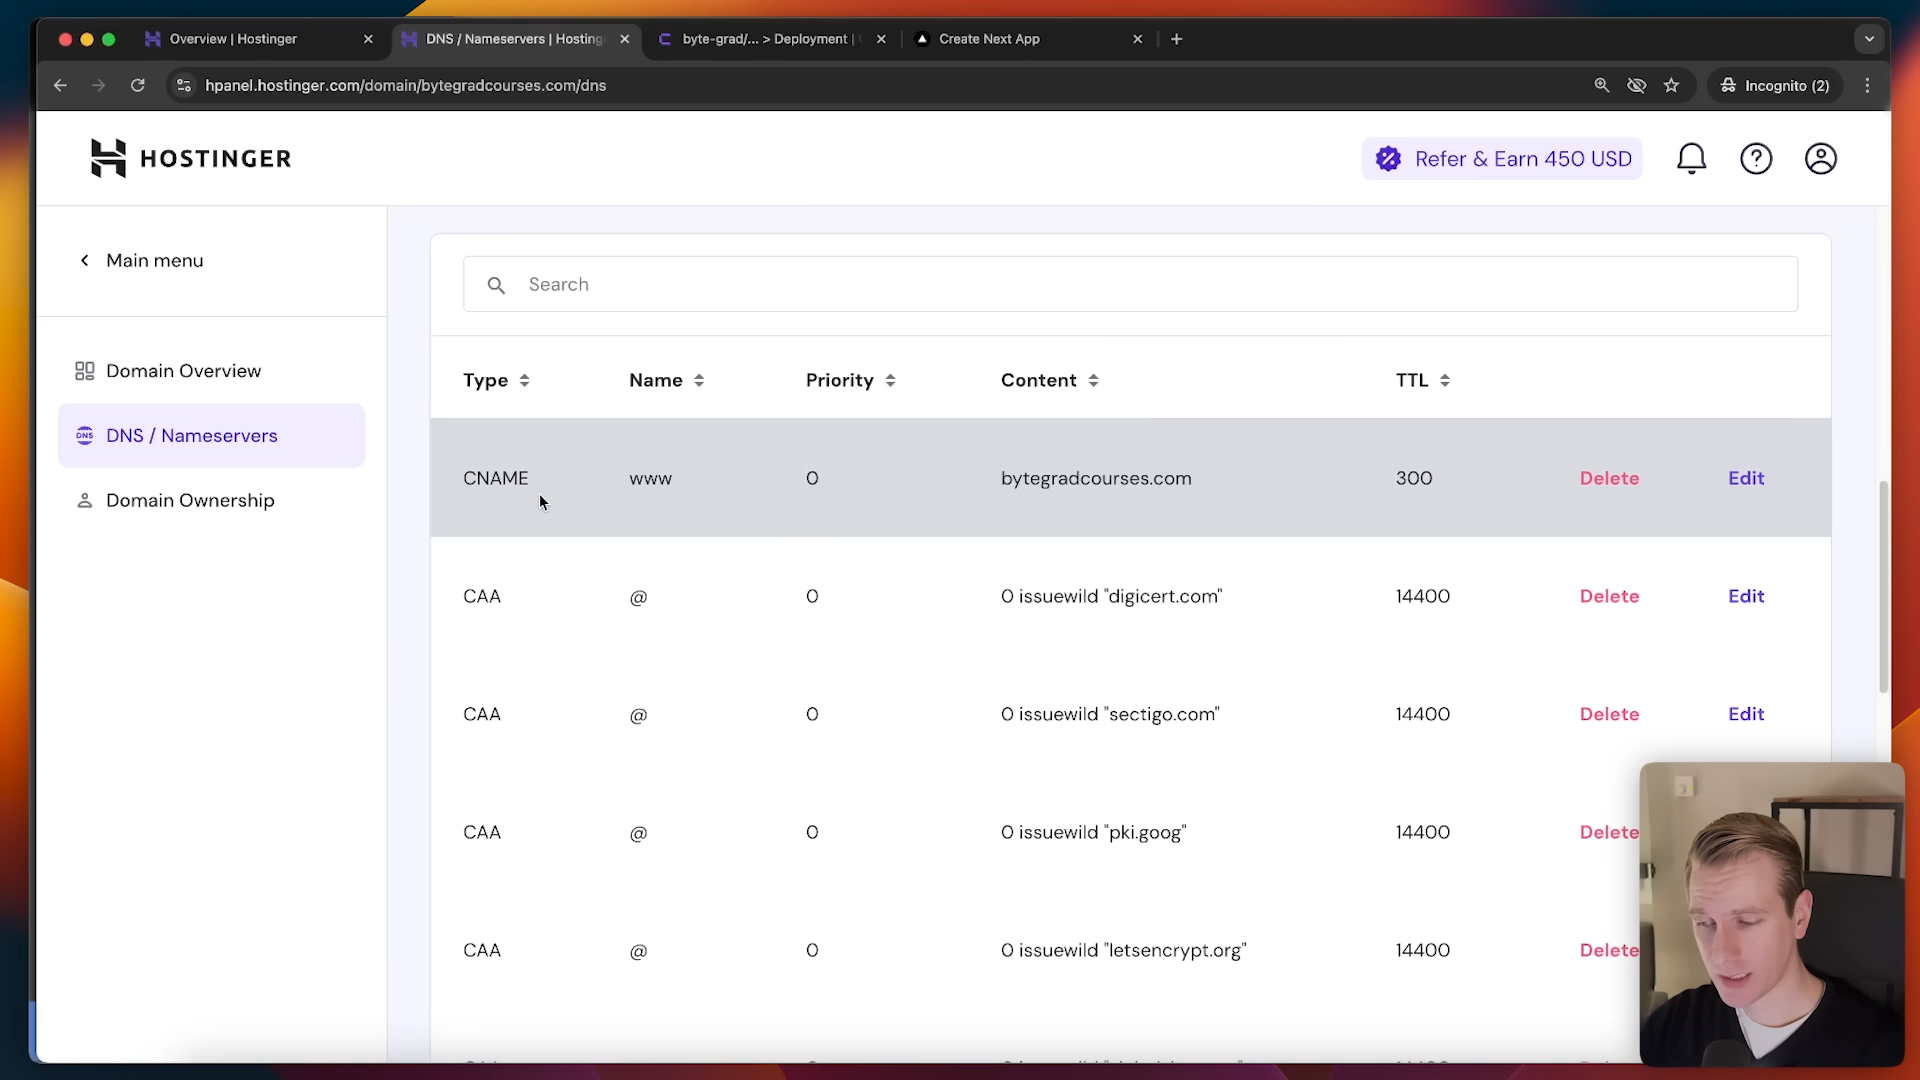 Overview | Hostinger
DNS / Nameservers | Hosting
byte-grad/... > Deployment |
Create Next App
hpanel.hostinger.com/domain/bytegradcourses.com/dns
Incognito (2)
HOSTINGER
Refer & Earn 450 USD
Main menu
Domain Overview
DNS DNS / Nameservers
Domain Ownership
Search
Type Name Priority Content TTL
CNAME www 0 bytegradcourses.com 300 Delete Edit
CAA @ 0 0 issuewild "digicert.com" 14400 Delete Edit
CAA @ 0 0 issuewild "sectigo.com" 14400 Delete Edit
CAA @ 0 0 issuewild "pki.goog" 14400 Delete
CAA @ 0 0 issuewild "letsencrypt.org" 14400 Delete